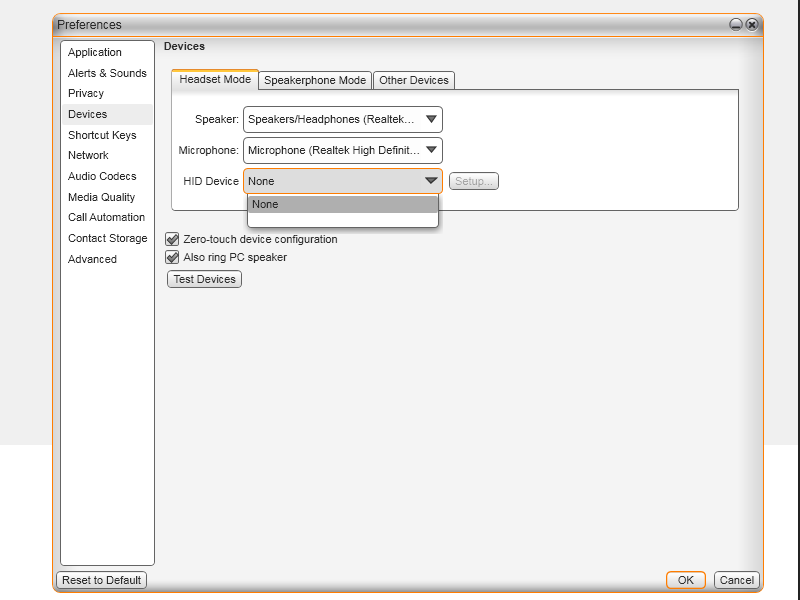 Preferences
Application
Alerts & Sounds
Privacy
Devices
Shortcut Keys
Network
Audio Codecs
Media Quality
Call Automation
Contact Storage
Advanced
Devices
Headset Mode
Speakerphone Mode
Other Devices
Speaker:
Speakers/Headphones (Realtek...
Microphone:
Microphone (Realtek High Definit...
HID Device
None
Setup...
None
Zero-touch device configuration
Also ring PC speaker
Test Devices
Reset to Default
OK
Cancel